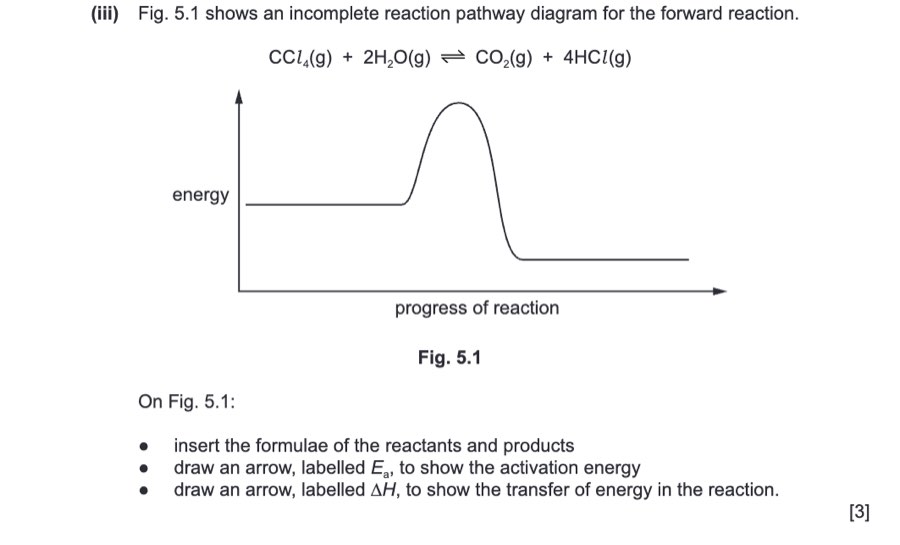 (iii) Fig. 5.1 shows an incomplete reaction pathway diagram for the forward reaction.
CCl₄(g) + 2H₂O(g) ⇌ CO₂(g) + 4HCl(g)
energy
progress of reaction
Fig. 5.1
On Fig. 5.1:
● insert the formulae of the reactants and products
● draw an arrow, labelled Eₐ, to show the activation energy
● draw an arrow, labelled ΔH, to show the transfer of energy in the reaction.
[3]